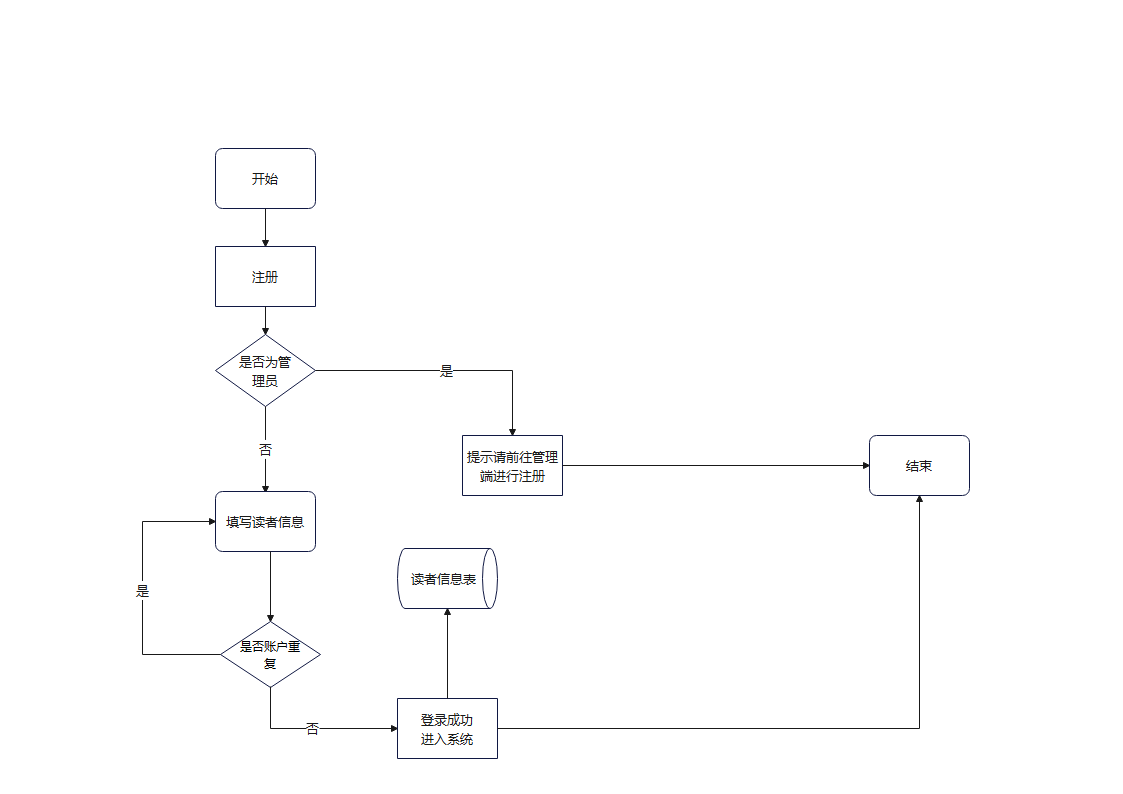 开始
注册
是否为管
理员
是
否
提示请前往管理
端进行注册
结束
填写读者信息
读者信息表
是
是否账户重
复
否
登录成功
进入系统